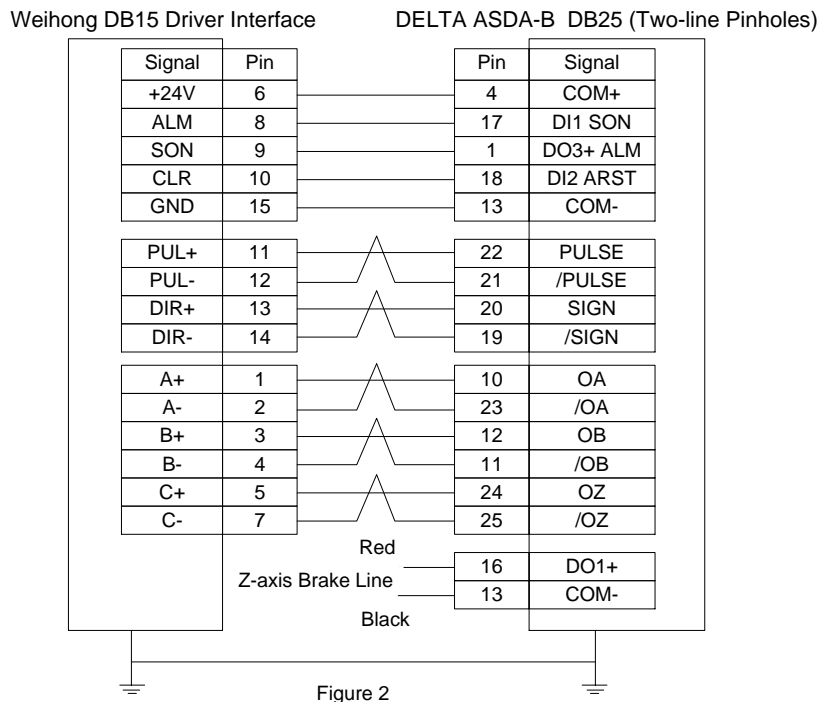 Weihong DB15 Driver Interface DELTA ASDA-B DB25 (Two-line Pinholes)
Signal Pin Pin Signal
+24V 6 4 COM+
ALM 8 17 DI1 SON
SON 9 1 DO3+ ALM
CLR 10 18 DI2 ARST
GND 15 13 COM-
PUL+ 11 22 PULSE
PUL- 12 21 /PULSE
DIR+ 13 20 SIGN
DIR- 14 19 /SIGN
A+ 1 10 OA
A- 2 23 /OA
B+ 3 12 OB
B- 4 11 /OB
C+ 5 24 OZ
C- 7 25 /OZ
Red
16 DO1+
Z-axis Brake Line
13 COM-
Black
Figure 2